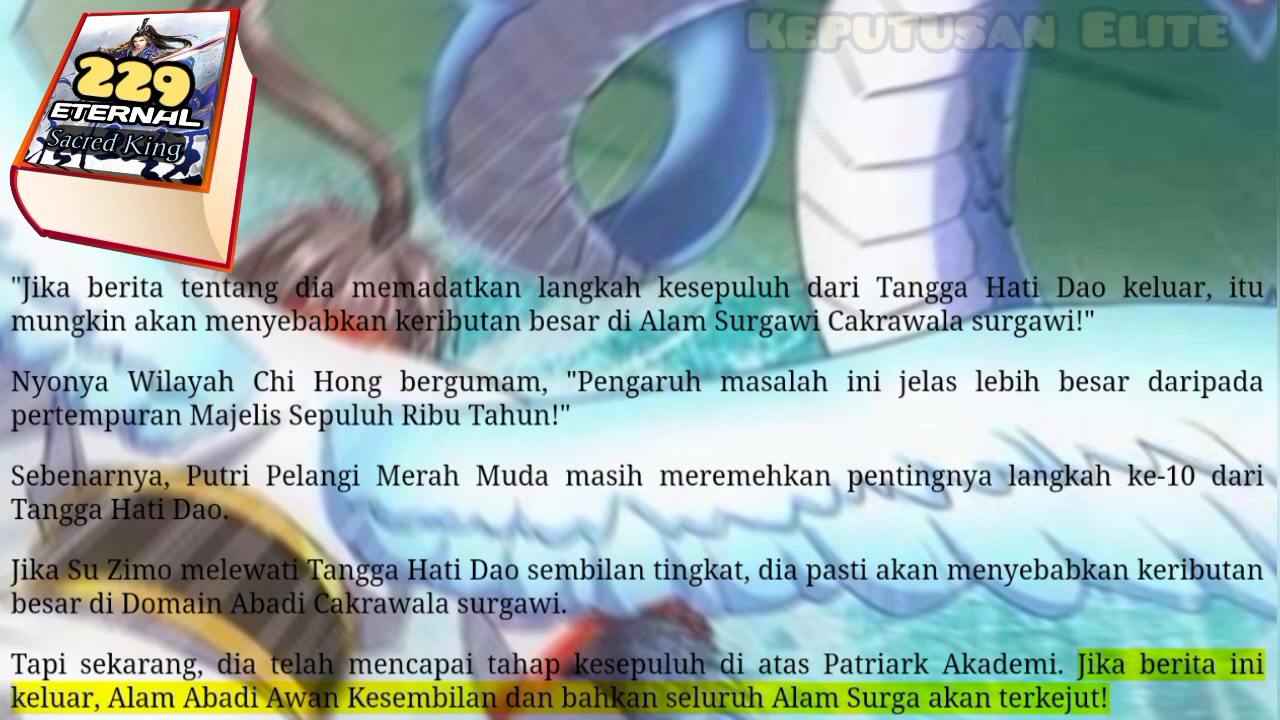 KEPUTUSAN ELITE
229
ETERNAL
Sacred King
"Jika berita tentang dia memadatkan langkah kesepuluh dari Tangga Hati Dao keluar, itu
mungkin akan menyebabkan keributan besar di Alam Surgawi Cakrawala surgawi!"
Nyonya Wilayah Chi Hong bergumam, "Pengaruh masalah ini jelas lebih besar daripada
pertempuran Majelis Sepuluh Ribu Tahun!"
Sebenarnya, Putri Pelangi Merah Muda masih meremehkan pentingnya langkah ke-10 dari
Tangga Hati Dao.
Jika Su Zimo melewati Tangga Hati Dao sembilan tingkat, dia pasti akan menyebabkan keributan
besar di Domain Abadi Cakrawala surgawi.
Tapi sekarang, dia telah mencapai tahap kesepuluh di atas Patriark Akademi. Jika berita ini
keluar, Alam Abadi Awan Kesembilan dan bahkan seluruh Alam Surga akan terkejut!